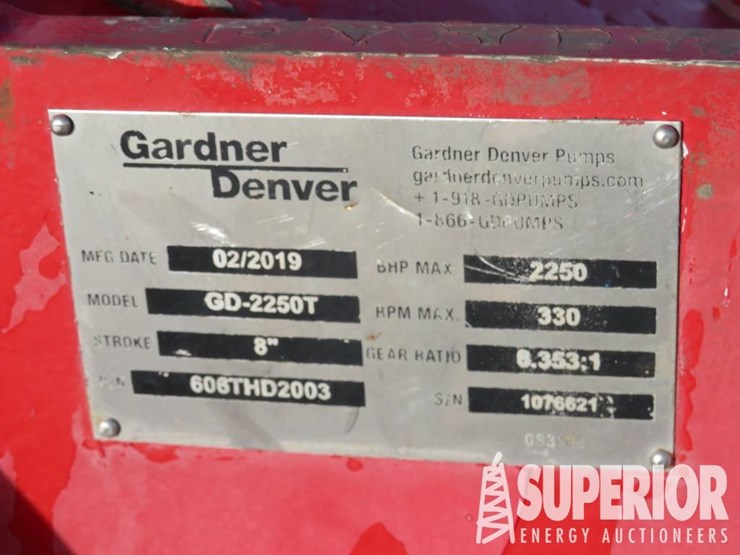 Gardner
Denver
Gardner Denver Pumps
gardnerdenverpumps.com
+1-918-GDPUMPS
1-866-GDPUMPS
MFG DATE 02/2019
MODEL GD-2250T
STROKE 8"
606THD2003
BHP MAX 2250
RPM MAX. 330
GEAR RATIO 6.353:1
S/N 1076621
SUPERIOR
ENERGY AUCTIONEERS